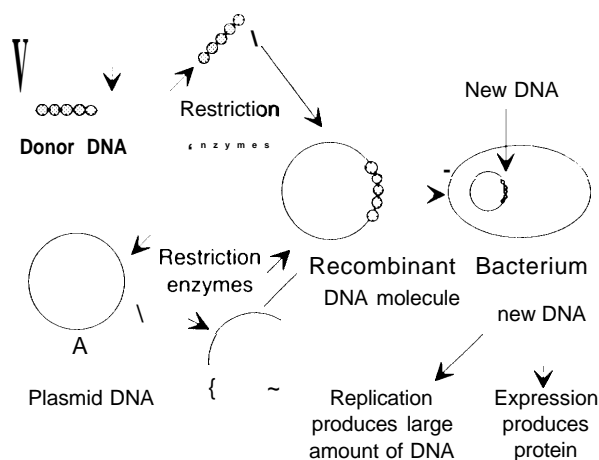 Restriction
‘nzymes
Donor DNA
New DNA
Restriction
enzymes
Recombinant
DNA molecule
Bacterium
A
Plasmid DNA
{ ~
new DNA
Replication
produces large
amount of DNA
Expression
produces
protein